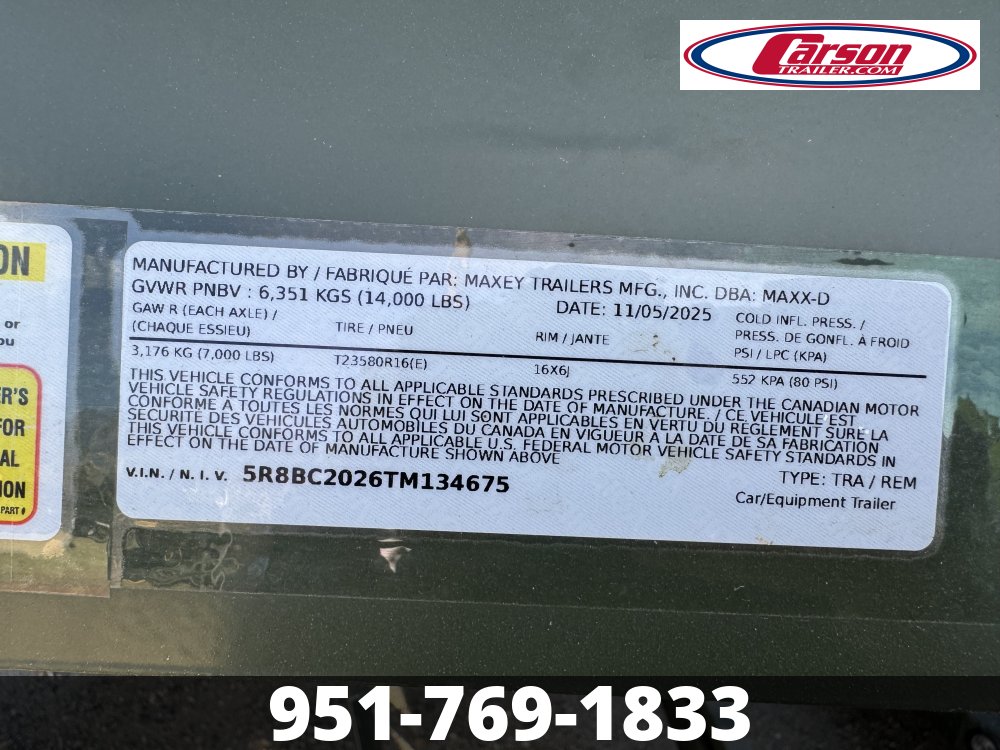 Carson
TRAILER.COM
ON
or
ou
ER'S
FOR
AL
ION
PART #
MANUFACTURED BY / FABRIQUÉ PAR: MAXEY TRAILERS MFG., INC. DBA: MAXX-D
GVWR PNBV : 6,351 KGS (14,000 LBS)
DATE: 11/05/2025
GAW R (EACH AXLE) /
(CHAQUE ESSIEU)
TIRE / PNEU
RIM / JANTE
COLD INFL. PRESS. /
PRESS. DE GONFL. À FROID
PSI / LPC (KPA)
3,176 KG (7,000 LBS)
T23580R16(E)
16X6J
552 KPA (80 PSI)
THIS VEHICLE CONFORMS TO ALL APPLICABLE STANDARDS PRESCRIBED UNDER THE CANADIAN MOTOR
VEHICLE SAFETY REGULATIONS IN EFFECT ON THE DATE OF MANUFACTURE. / CE VEHICULE EST
CONFORME A TOUTES LES NORMES QUI LUI SONT APPLICABLES EN VERTU DU REGLEMENT SURE LA
SECURITE DES VEHICULES AUTOMOBILES DU CANADA EN VIGUEUR A LA DATE DE SA FABRICATION
THIS VEHICLE CONFORMS TO ALL APPLICABLE U.S. FEDERAL MOTOR VEHICLE SAFETY STANDARDS IN
EFFECT ON THE DATE OF MANUFACTURE SHOWN ABOVE
V.I.N. / N. I. V. 5R8BC2026TM134675
TYPE: TRA / REM
Car/Equipment Trailer
951-769-1833